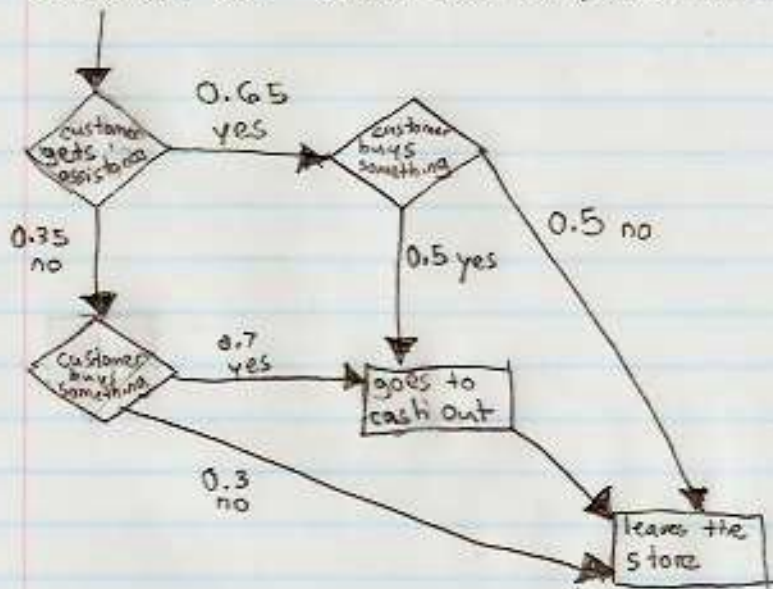 customer
gets
assistance
0.65
yes
customer
buys
something
0.35
no
0.5 yes
0.5 no
customer
buys
something
0.7
yes
goes to
cash out
0.3
no
leaves the
store